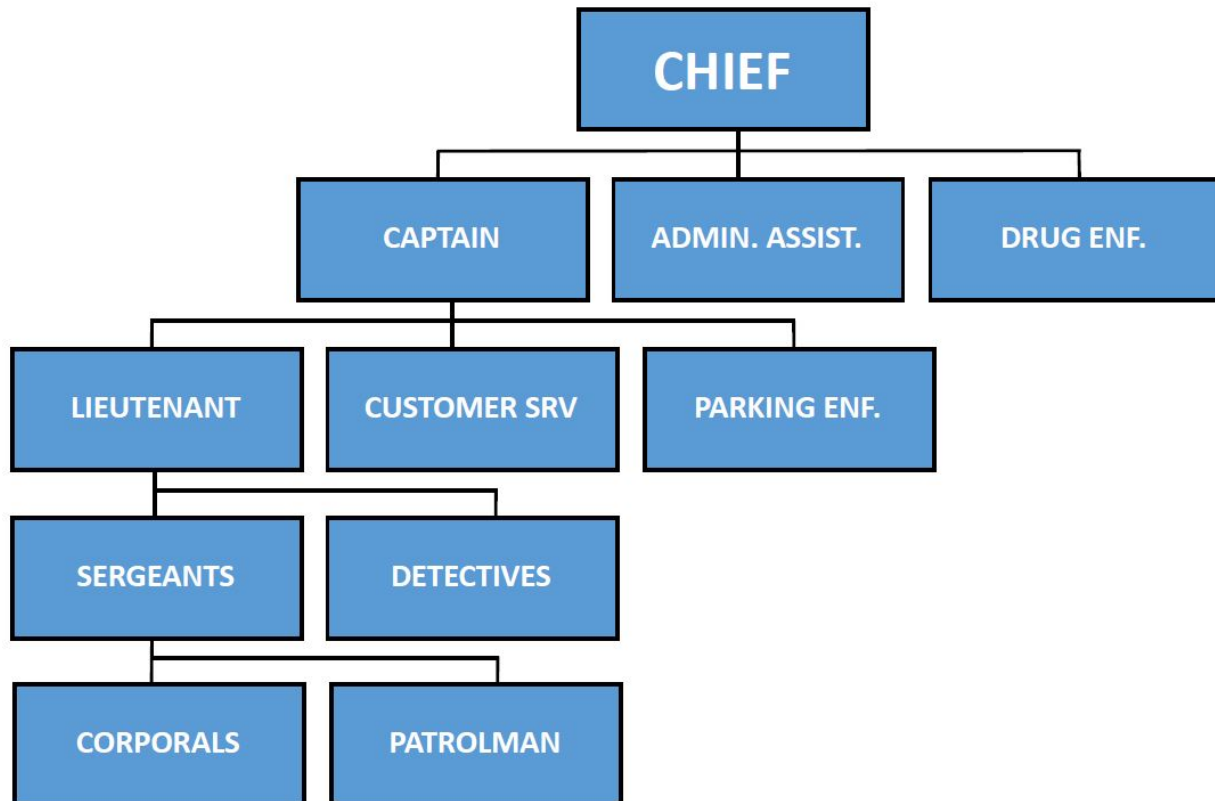 CHIEF
CAPTAIN
ADMIN. ASSIST.
DRUG ENF.
LIEUTENANT
CUSTOMER SRV
PARKING ENF.
SERGEANTS
DETECTIVES
CORPORALS
PATROLMAN